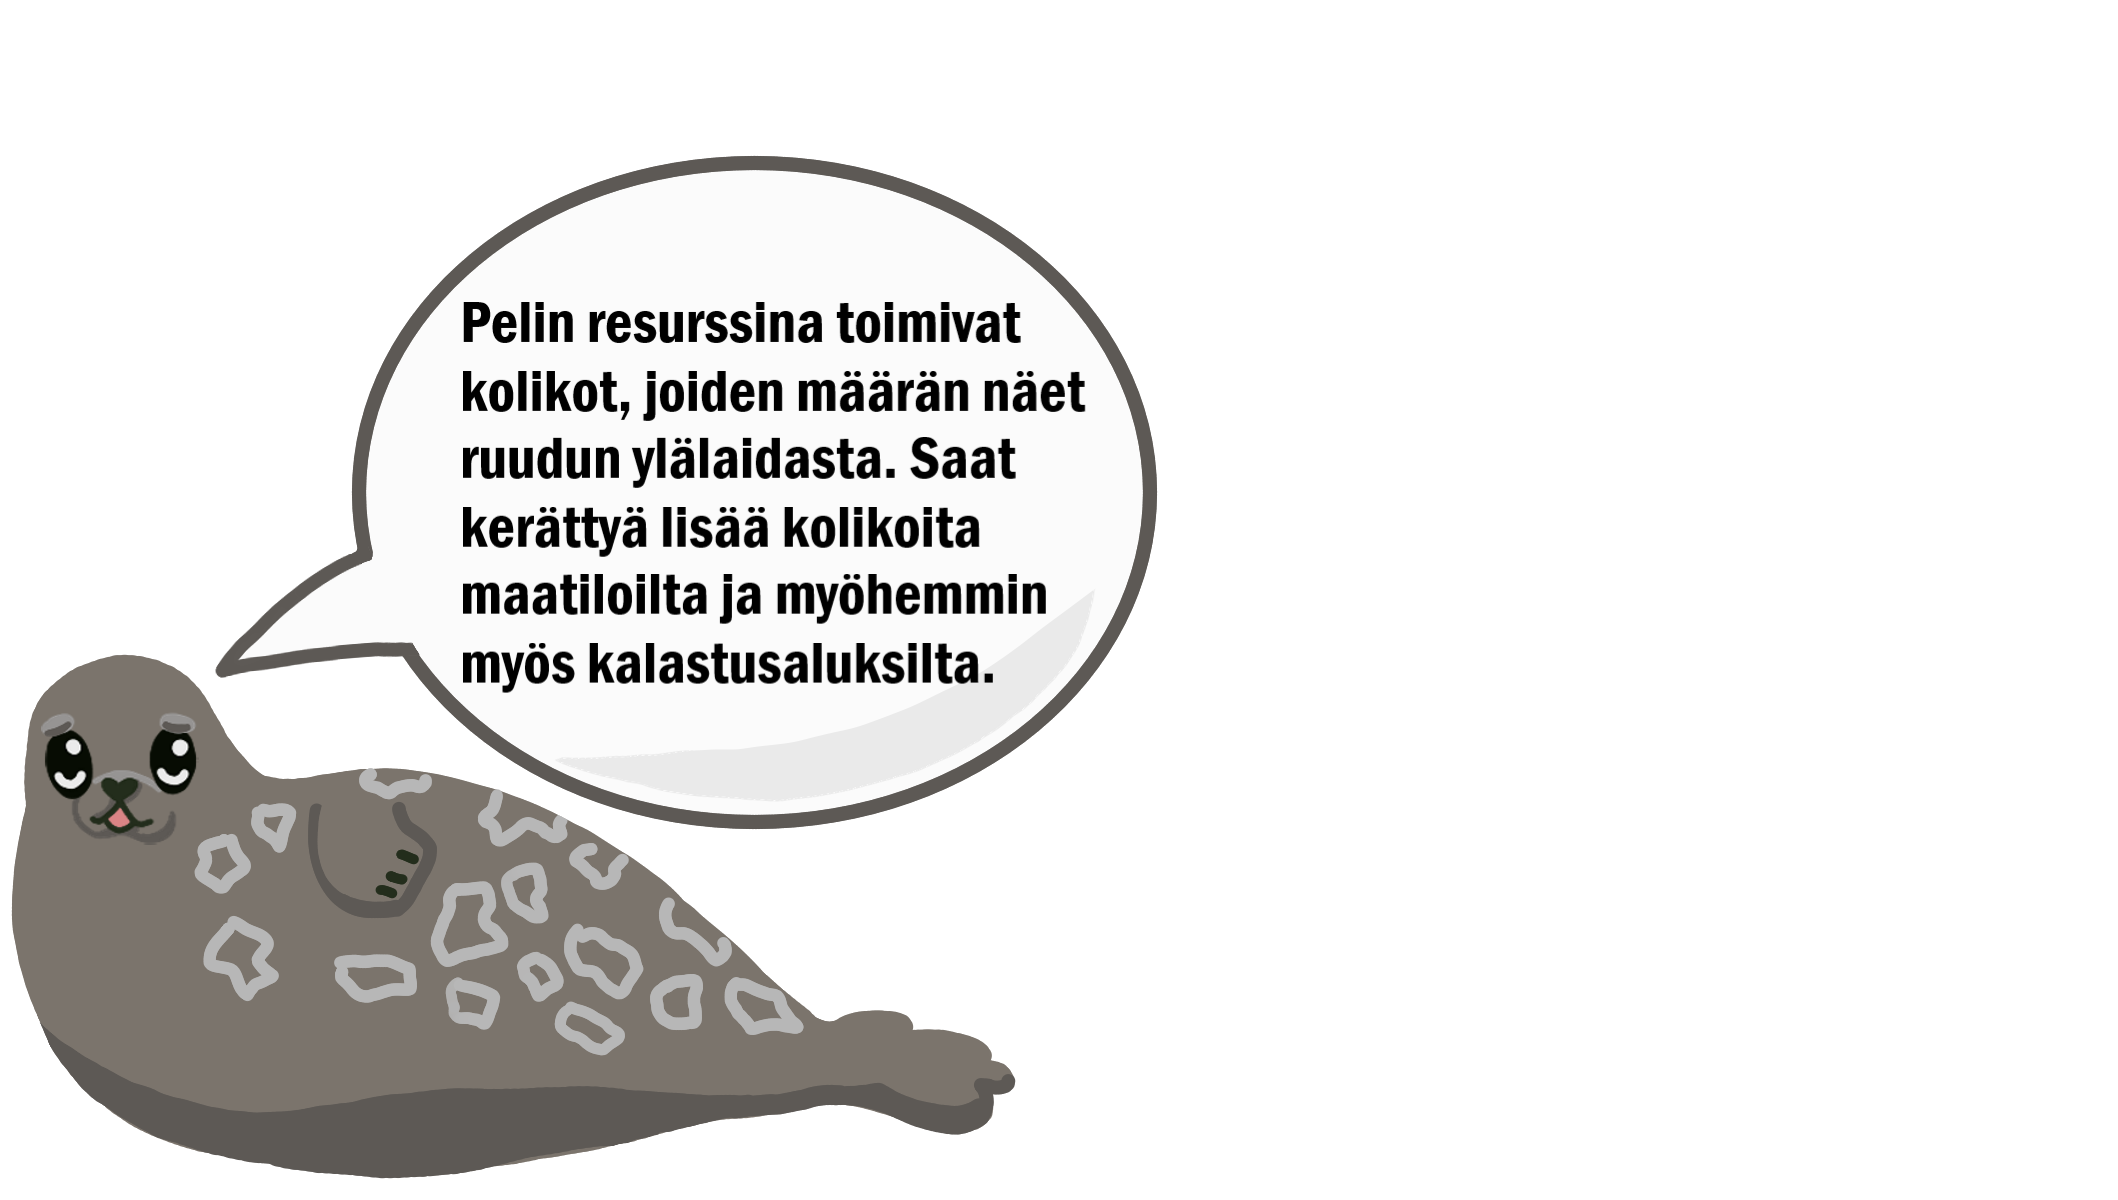 Pelin resurssina toimivat
kolikot, joiden määrän näet
ruudun ylälaidasta. Saat
kerättyä lisää kolikoita
maatiloilta ja myöhemmin
myös kalastusaluksilta.